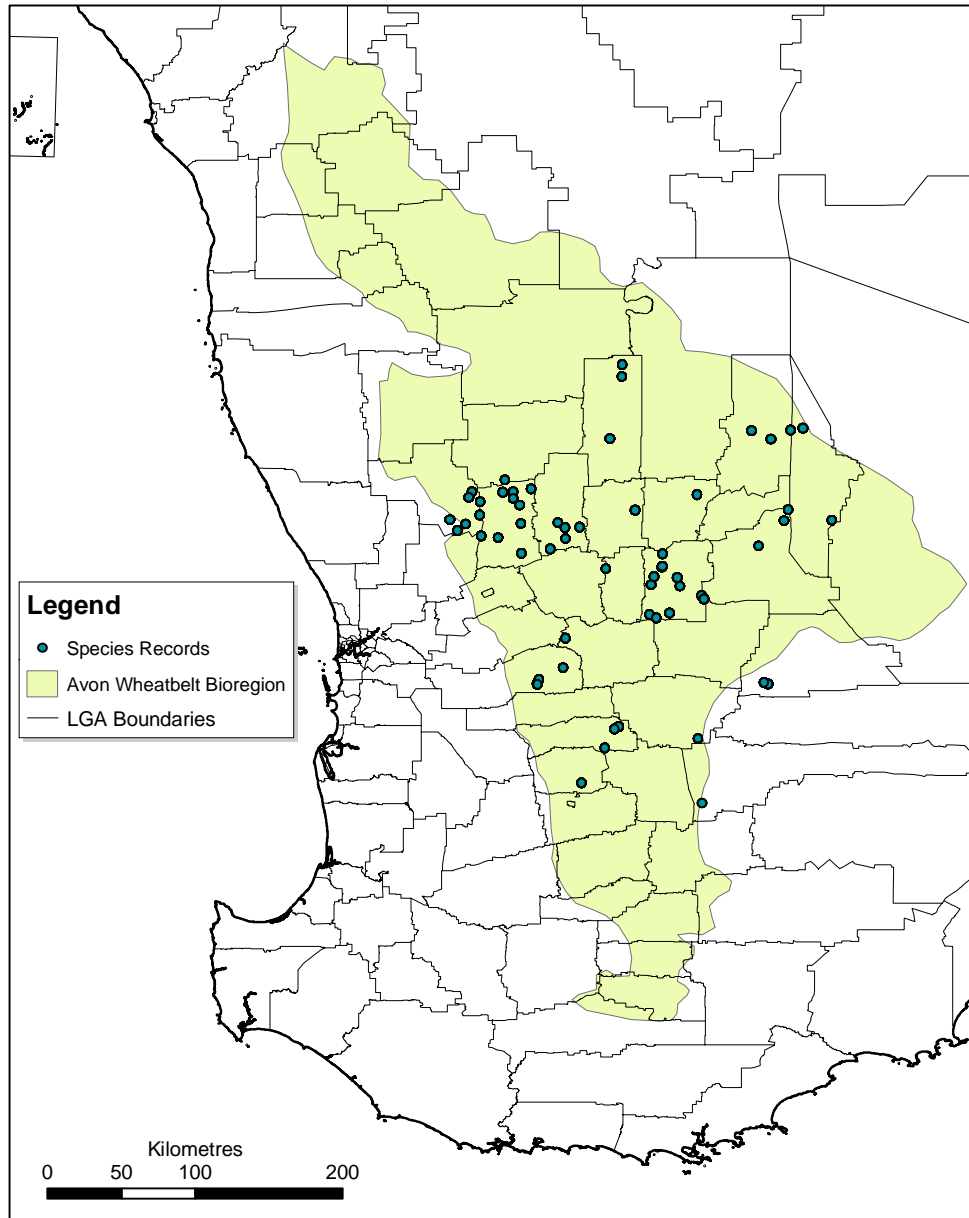 Legend
Species Records
Avon Wheatbelt Bioregion
LGA Boundaries
Kilometres
0 50 100 200